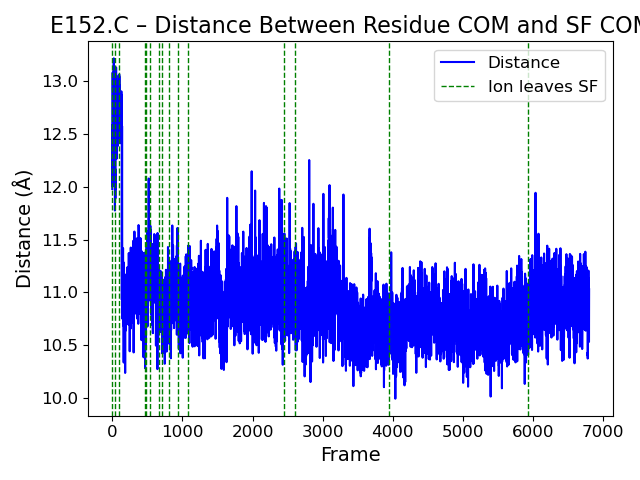 E152.C – Distance Between Residue COM and SF COM
Distance
Ion leaves SF
Distance (Å)
13.0
12.5
12.0
11.5
11.0
10.5
10.0
0 1000 2000 3000 4000 5000 6000 7000
Frame